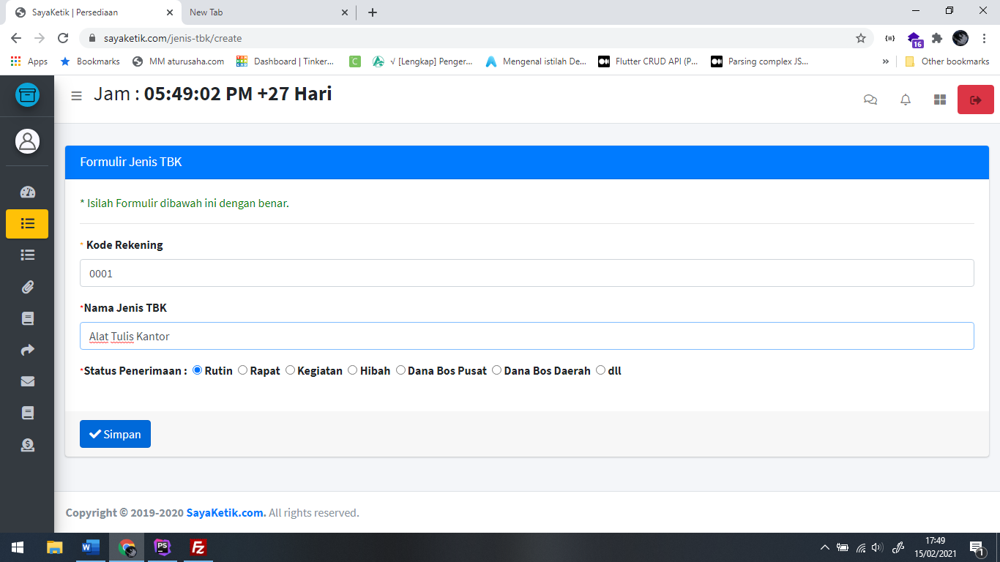 SayaKetik | Persediaan
New Tab
sayaketik.com/jenis-tbk/create
16
Apps
Bookmarks
MM aturusaha.com
Dashboard | Tinker...
C
√ [Lengkap] Penger...
Mengenal istilah De...
Flutter CRUD API (P...
Parsing complex JS...
»
Other bookmarks
Jam : 05:49:02 PM +27 Hari
Formulir Jenis TBK
* Isilah Formulir dibawah ini dengan benar.
* Kode Rekening
0001
*Nama Jenis TBK
Alat Tulis Kantor
*Status Penerimaan : Rutin Rapat Kegiatan Hibah Dana Bos Pusat Dana Bos Daerah dll
Simpan
Copyright © 2019-2020 SayaKetik.com. All rights reserved.
W
PS
FZ
17:49
15/02/2021
1